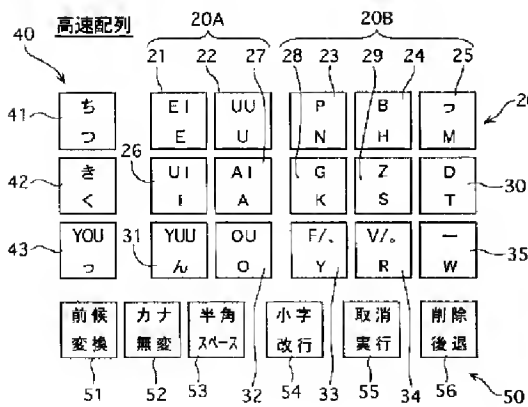 高速配列
20A 20B
40 21 22 27 28 23 29 24 25
EI UU P B っ
ち
つ
E U N H M
41 20
26
UI AI G Z D
き
く
I A K S T
42 30
YOU YUU OU F/、 V/。 ー
っ ん O Y R W
43 31 35
前候 カナ 半角 小字 取消 削除
変換 無変 スペース 改行 実行 後退
51 52 53 32 54 33 55 34 56 50